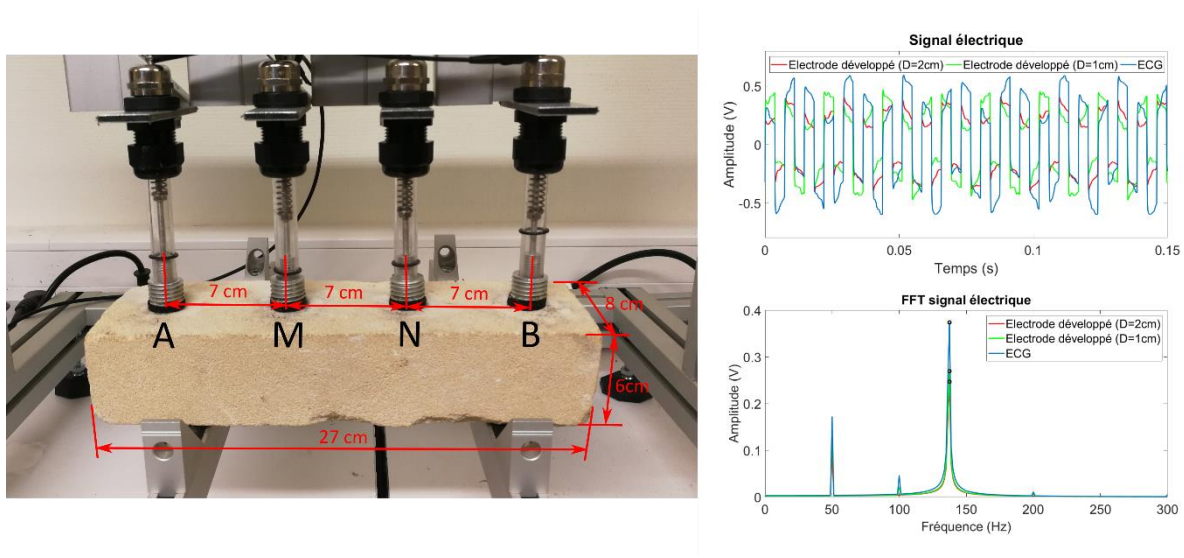 7 cm
7 cm
7 cm
8 cm
A
M
N
B
6cm
27 cm
Signal électrique
Electrode développé (D=2cm)
Electrode développé (D=1cm)
ECG
Amplitude (V)
0.5
0
-0.5
0
0.05
0.1
0.15
Temps (s)
FFT signal électrique
Electrode développé (D=2cm)
Electrode développé (D=1cm)
ECG
Amplitude (V)
0.4
0.3
0.2
0.1
0
0
50
100
150
200
250
300
Fréquence (Hz)